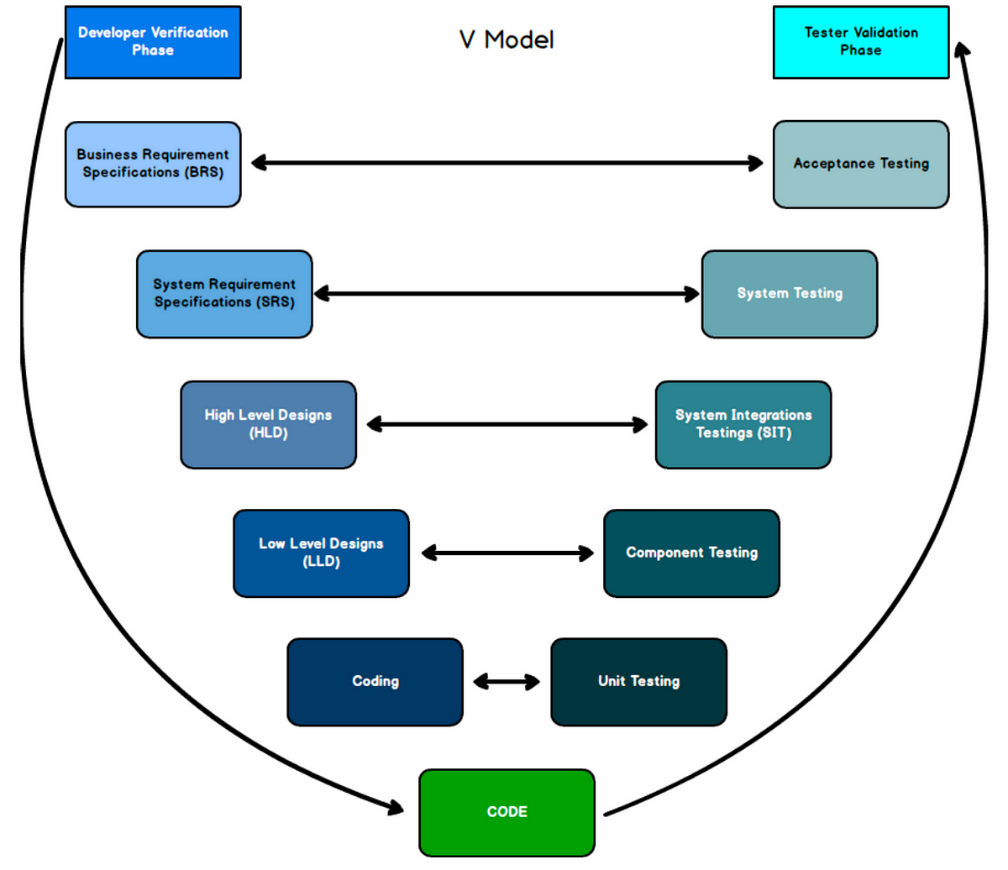 Developer Verification
Phase
V Model
Tester Validation
Phase
Business Requirement
Specifications (BRS)
Acceptance Testing
System Requirement
Specifications (SRS)
System Testing
High Level Designs
(HLD)
System Integrations
Testings (SIT)
Low Level Designs
(LLD)
Component Testing
Coding
Unit Testing
CODE